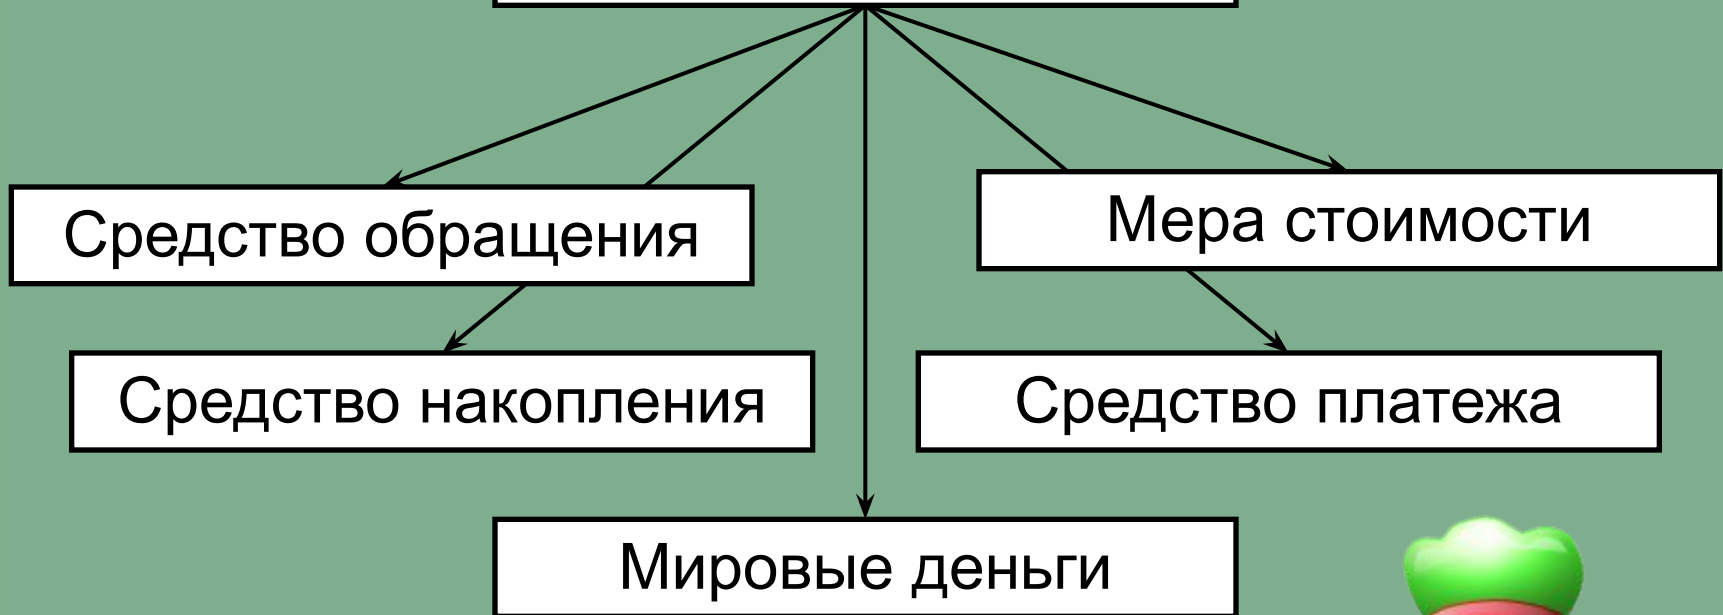 Средство обращения
Мера стоимости
Средство накопления
Средство платежа
Мировые деньги